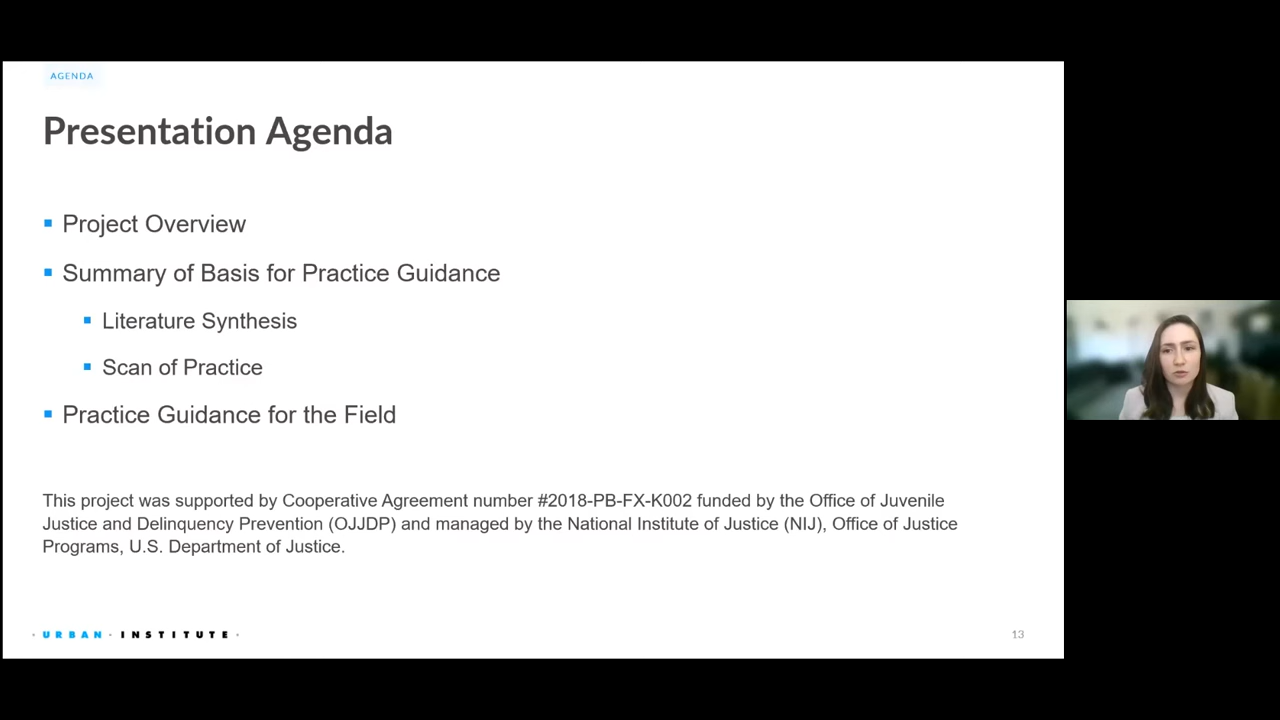 AGENDA
Presentation Agenda
Project Overview
Summary of Basis for Practice Guidance
Literature Synthesis
Scan of Practice
Practice Guidance for the Field
This project was supported by Cooperative Agreement number #2018-PB-FX-K002 funded by the Office of Juvenile
Justice and Delinquency Prevention (OJJDP) and managed by the National Institute of Justice (NIJ), Office of Justice
Programs, U.S. Department of Justice.
· URBAN · INSTITUTE ·
13